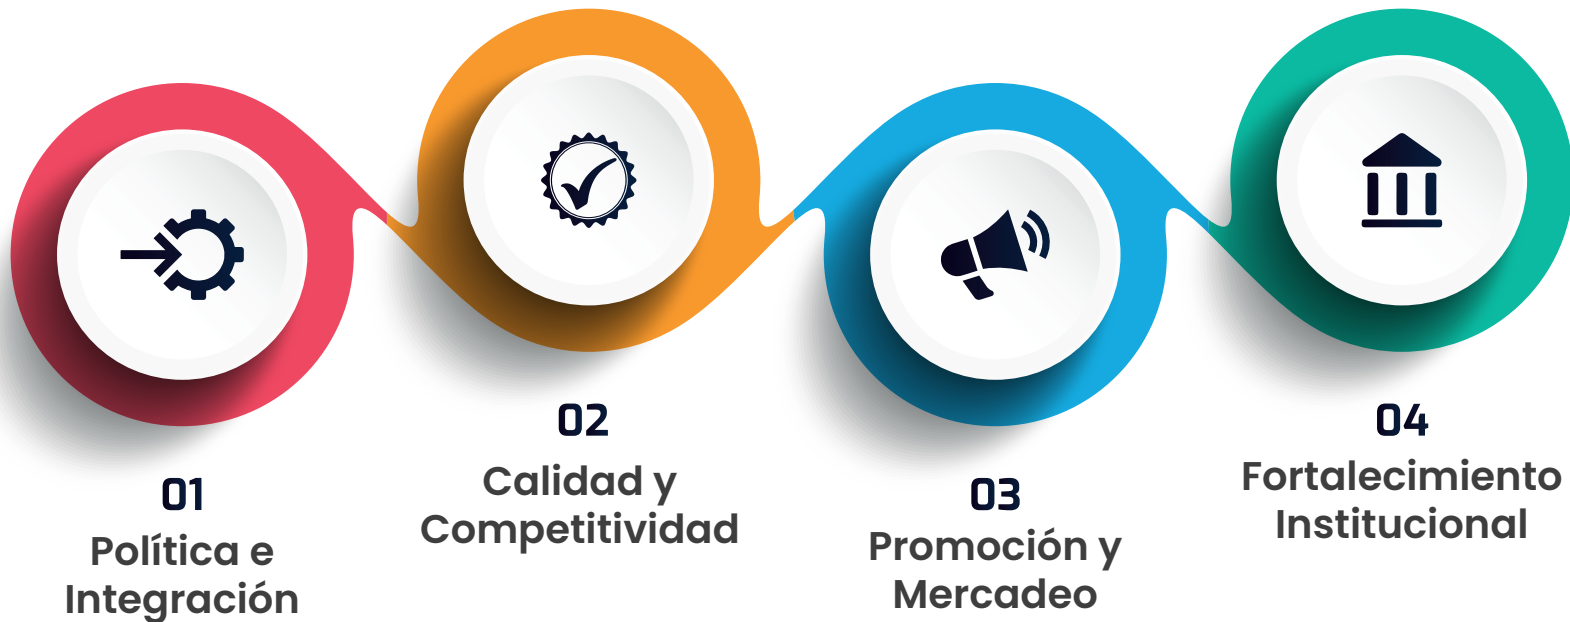 01
Política e
Integración
02
Calidad y
Competitividad
03
Promoción y
Mercadeo
04
Fortalecimiento
Institucional